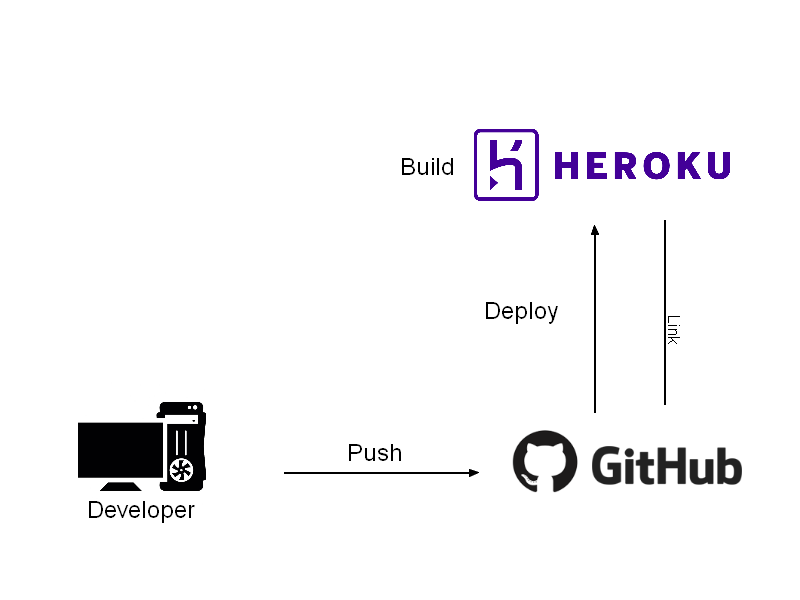 Build
HEROKU
Deploy
Link
Push
GitHub
Developer